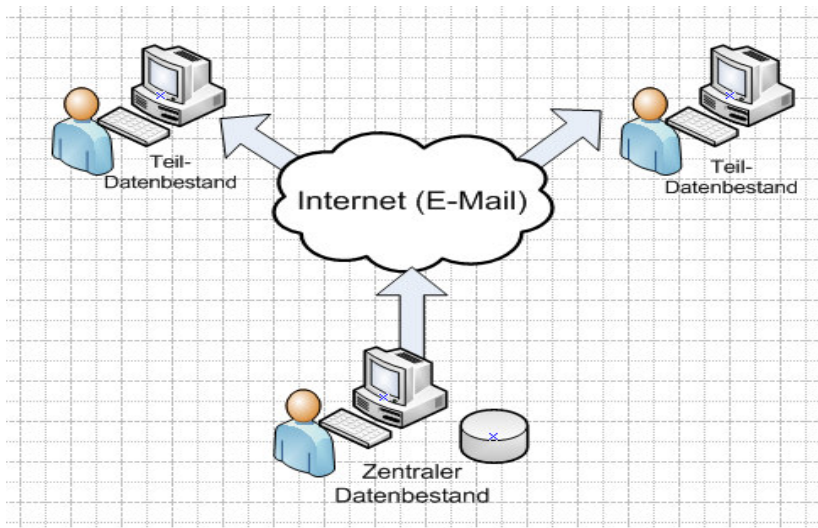 Teil-
Datenbestand
Teil-
Datenbestand
Internet (E-Mail)
Zentraler
Datenbestand